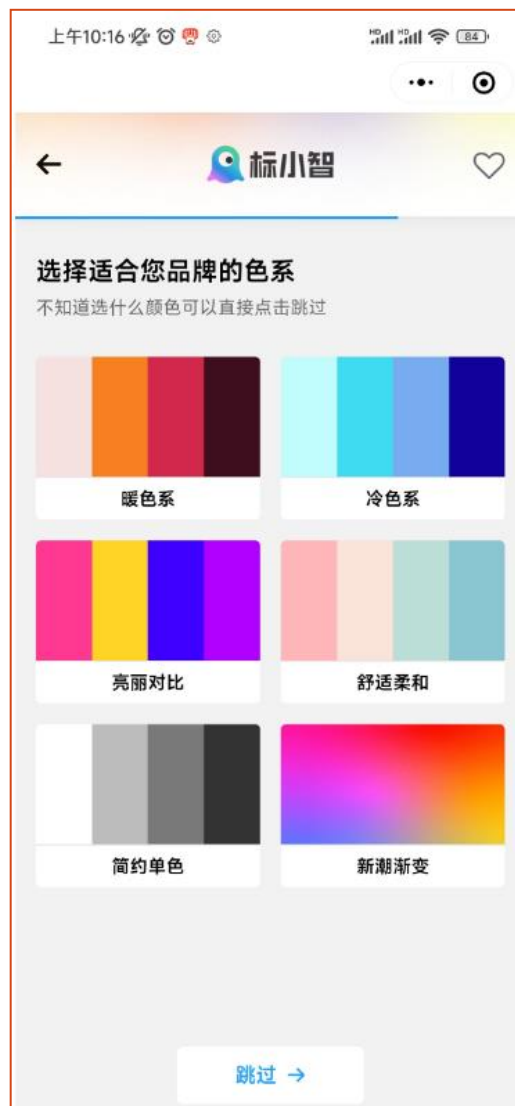 上午10:16
HD HD 84
标小智
选择适合您品牌的色系
不知道选什么颜色可以直接点击跳过
暖色系 冷色系
亮丽对比 舒适柔和
简约单色 新潮渐变
跳过 →